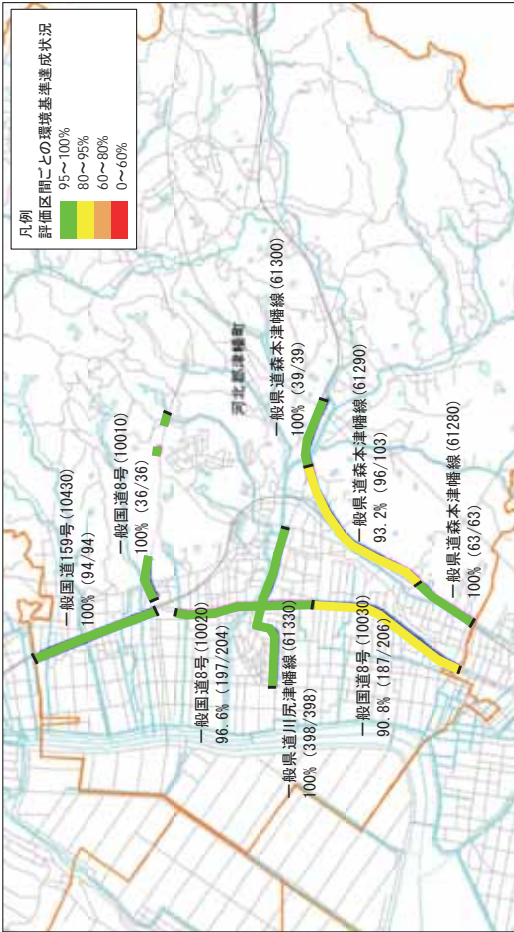 凡例
評価区間ごとの環境基準達成状況
95~100%
80~95%
60~80%
0~60%
一般国道159号(10430)
100% (94/94)
一般国道8号(10010)
100% (36/36)
一般国道8号(10020)
96.6% (197/204)
河北郡津幡町
一般県道森本津幡線(61300)
100% (39/39)
一般県道川尻津幡線(61330)
100% (398/398)
一般県道森本津幡線(61290)
93.2% (96/103)
一般国道8号(10030)
90.8% (187/206)
一般県道森本津幡線(61280)
100% (63/63)